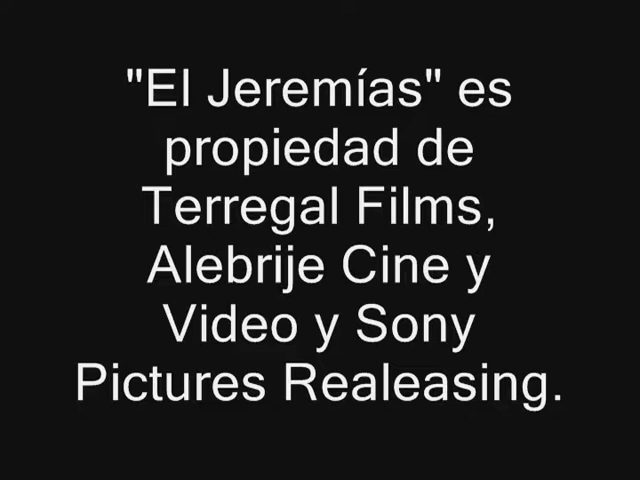 "El Jeremías" es
propiedad de
Terregal Films,
Alebrije Cine y
Video y Sony
Pictures Realeasing.